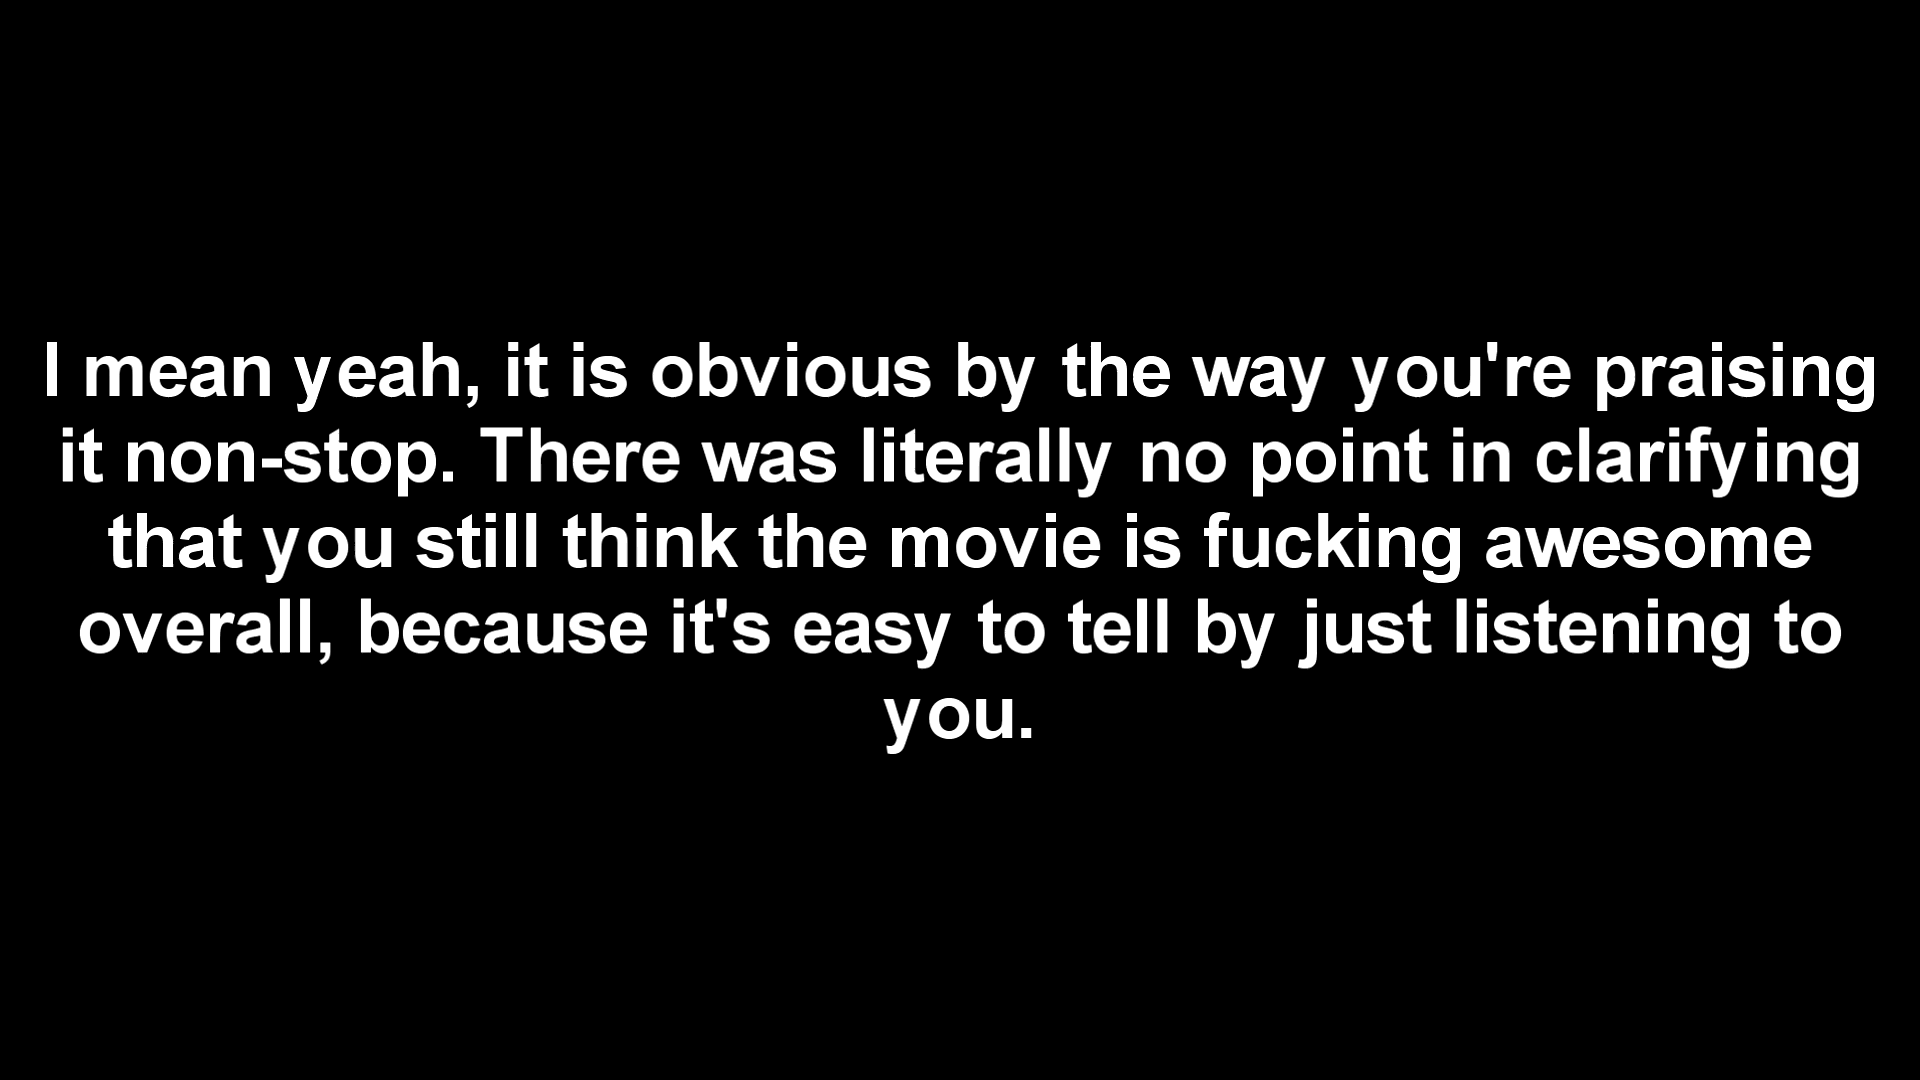 I mean yeah, it is obvious by the way you're praising
it non-stop. There was literally no point in clarifying
that you still think the movie is fucking awesome
overall, because it's easy to tell by just listening to
you.